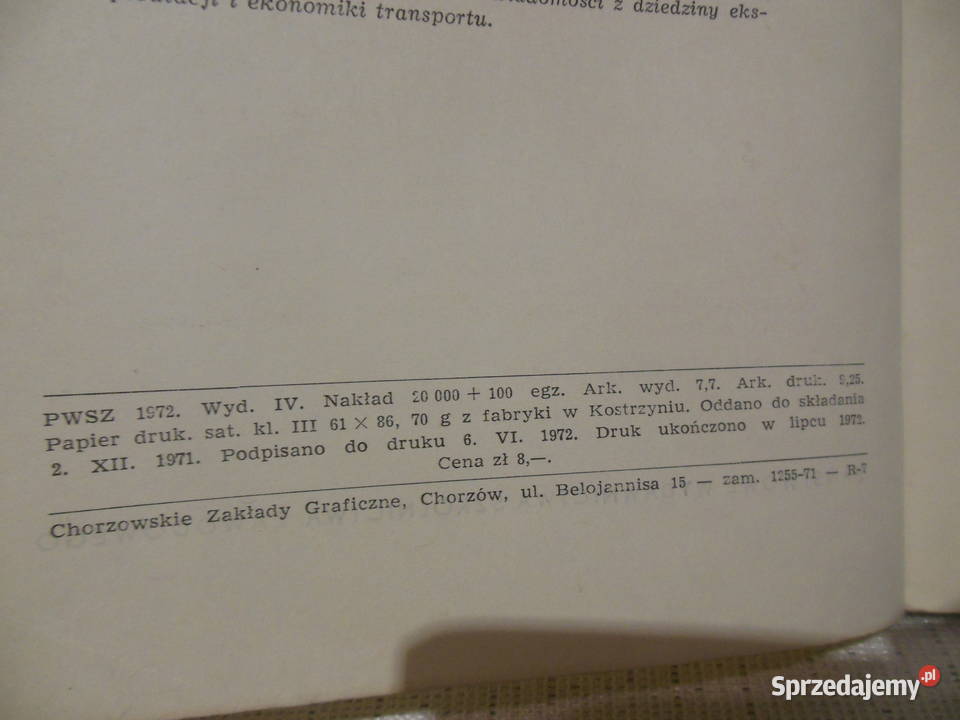 z dziedziny eks-
i ekonomiki transportu.
PWSZ 1972. Wyd. IV. Nakład 20 000 + 100 egz. Ark. wyd. 7,7. Ark. druk. 9,25.
Papier druk. sat. kl. III 61 × 86, 70 g z fabryki w Kostrzyniu. Oddano do składania
2. XII. 1971. Podpisano do druku 6. VI. 1972. Druk ukończono w lipcu 1972.
Cena zł 8,—.
Chorzowskie Zakłady Graficzne, Chorzów, ul. Belojannisa 15 — zam. 1255-71 — R-7
Sprzedajemy.pl